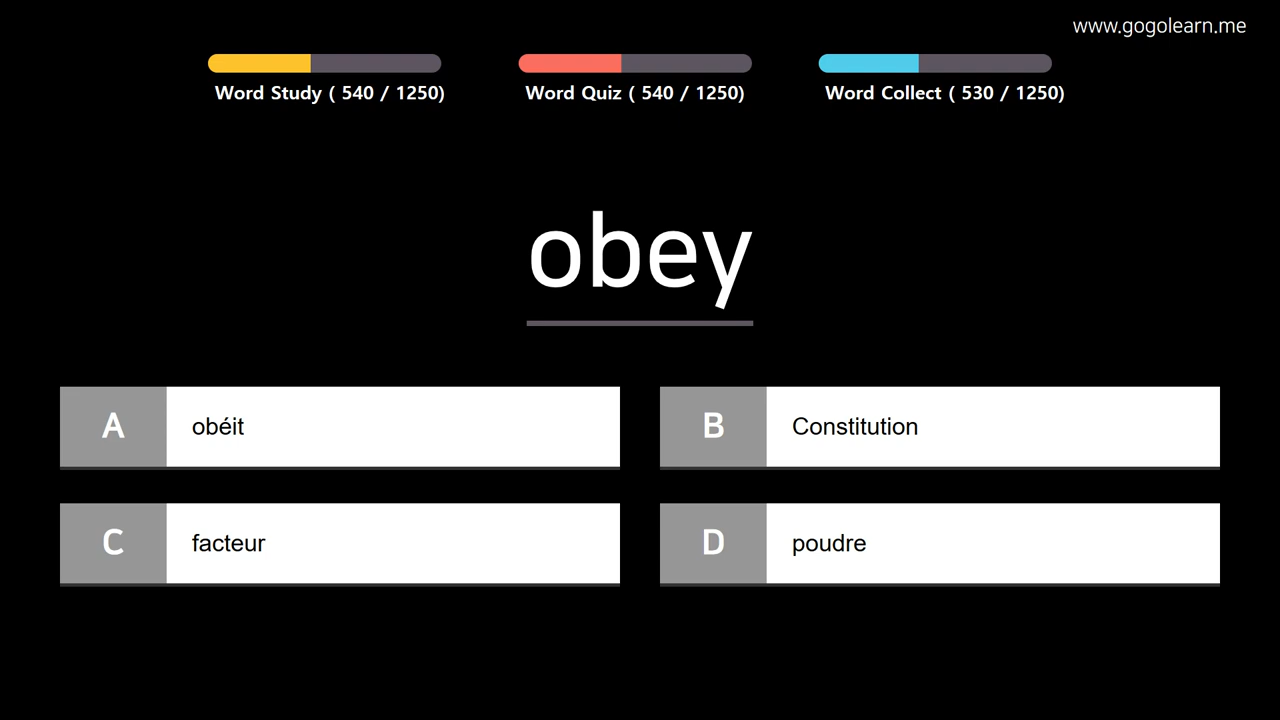 www.gogolearn.me
Word Study ( 540 / 1250)
Word Quiz ( 540 / 1250)
Word Collect ( 530 / 1250)
obey
A obéit
B Constitution
C facteur
D poudre